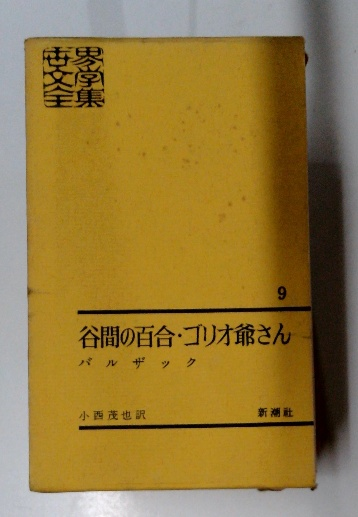 世界文学全集
9
谷間の百合・ゴリオ爺さん
バルザック
小西茂也訳 新潮社